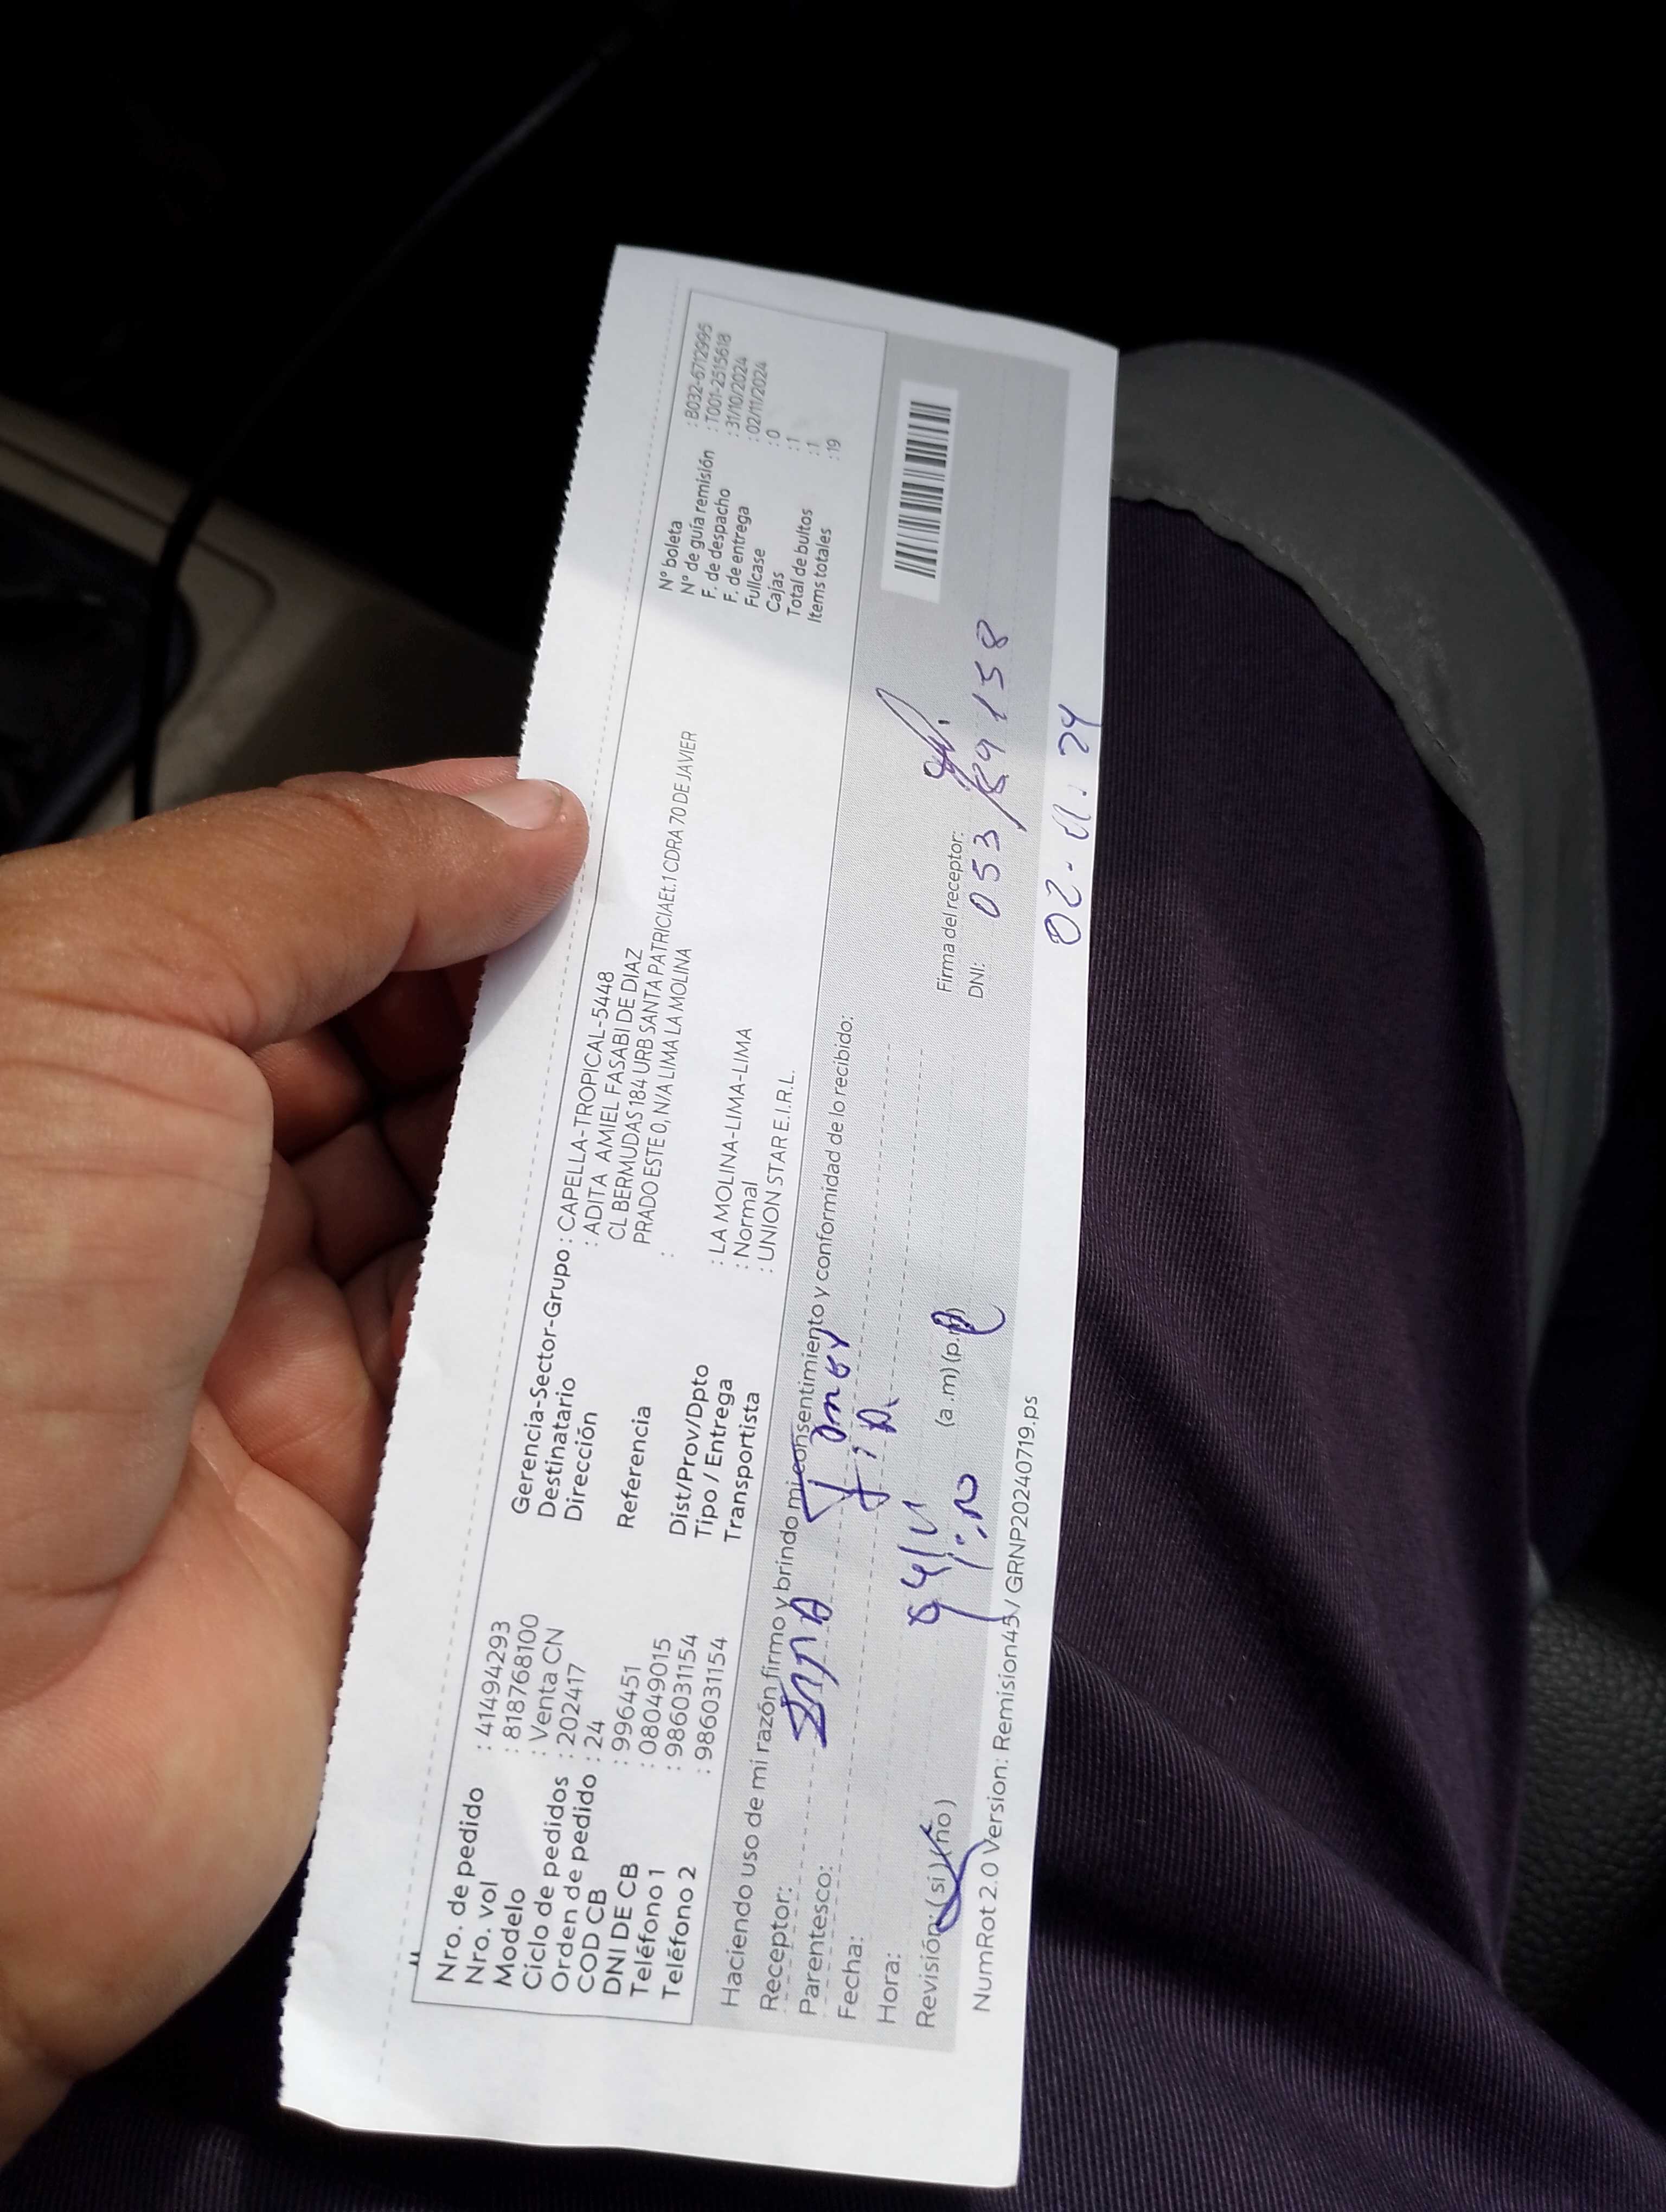 Nro. de pedido : 41494293
Nro. vol : 818768100
Modelo : Venta CN
Ciclo de pedidos : 202417
Orden de pedido : 24
COD CB : 996451
DNI DE CB : 08049015
Teléfono 1 : 986031154
Teléfono 2 : 986031154
Gerencia-Sector-Grupo : CAPELLA-TROPICAL-5448
Destinatario : ADITA AMIEL FASABI DE DIAZ
Dirección CL BERMUDAS 184 URB SANTA PATRICIAEt.1 CDRA 70 DE JAVIER
PRADO ESTE 0, N/A LIMA LA MOLINA
Referencia :
Dist/Prov/Dpto : LA MOLINA-LIMA-LIMA
Tipo / Entrega : Normal
Transportista : UNION STAR E.I.R.L.
N° boleta : B032-6712995
N° de guía remisión : T001-2515618
F. de despacho : 31/10/2024
F. de entrega : 02/11/2024
Fullcase : 0
Cajas : 1
Total de bultos : 1
Items totales : 19
Haciendo uso de mi razón firmo y brindo mi consentimiento y conformidad de lo recibido:
Receptor:
Parentesco:
Fecha:
Hora: (a .m) (p.
Revisión: (si) (no)
Firma del receptor:
DNI: 053
02.11.24
NumRot 2.0 Version: Remision45 / GRNP20240719.ps